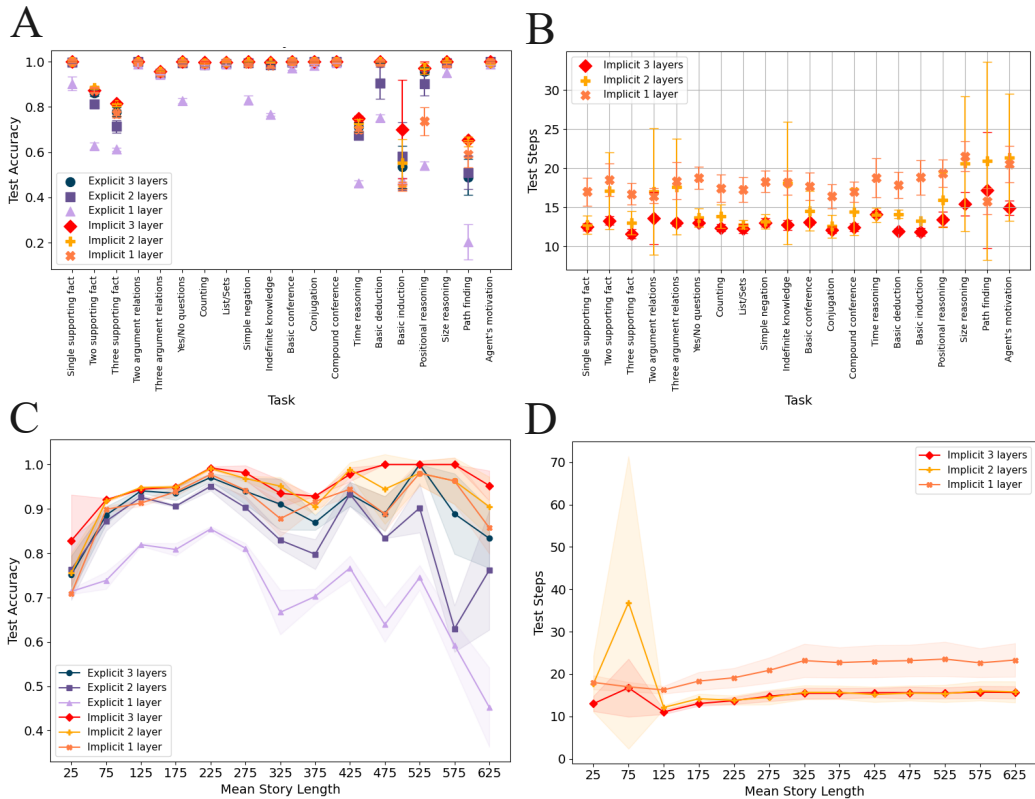 A
Test Accuracy
1.0
0.8
0.6
0.4
0.2
Explicit 3 layers
Explicit 2 layers
Explicit 1 layer
Implicit 3 layer
Implicit 2 layer
Implicit 1 layer
Single supporting fact
Two supporting fact
Three supporting fact
Two argument relations
Three argument relations
Yes/No questions
Counting
List/Sets
Simple negation
Indefinite knowledge
Basic conference
Conjugation
Compound conference
Time reasoning
Basic deduction
Basic induction
Positional reasoning
Size reasoning
Path finding
Agent's motivation
Task
B
Test Steps
30
25
20
15
10
Implicit 3 layers
Implicit 2 layers
Implicit 1 layer
Single supporting fact
Two supporting fact
Three supporting fact
Two argument relations
Three argument relations
Yes/No questions
Counting
List/Sets
Simple negation
Indefinite knowledge
Basic conference
Conjugation
Compound conference
Time reasoning
Basic deduction
Basic induction
Positional reasoning
Size reasoning
Path finding
Agent's motivation
Task
C
Test Accuracy
1.0
0.9
0.8
0.7
0.6
0.5
0.4
Explicit 3 layers
Explicit 2 layers
Explicit 1 layer
Implicit 3 layer
Implicit 2 layer
Implicit 1 layer
25 75 125 175 225 275 325 375 425 475 525 575 625
Mean Story Length
D
Test Steps
70
60
50
40
30
20
10
0
Implicit 3 layers
Implicit 2 layers
Implicit 1 layer
25 75 125 175 225 275 325 375 425 475 525 575 625
Mean Story Length